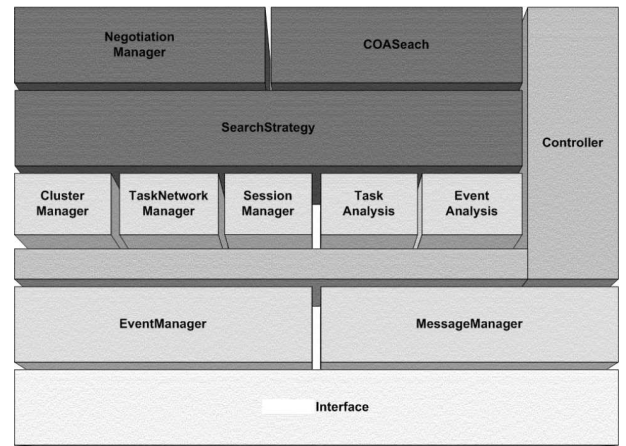 Negotiation
Manager
COASeach
SearchStrategy
Controller
Cluster
Manager
TaskNetwork
Manager
Session
Manager
Task
Analysis
Event
Analysis
EventManager
MessageManager
Interface